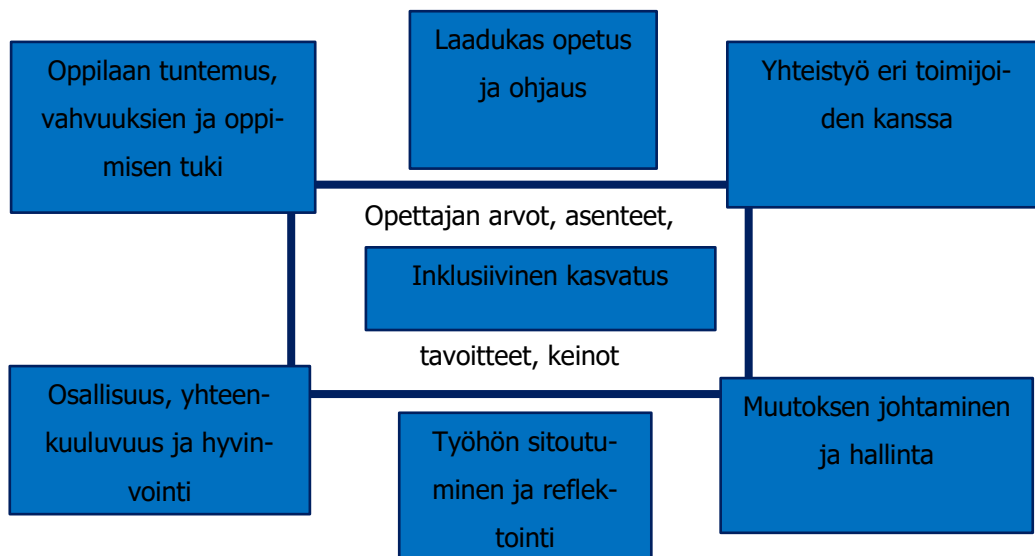 Oppilaan tuntemus,
vahvuuksien ja oppi-
misen tuki
Laadukas opetus
ja ohjaus
Yhteistyö eri toimijoi-
den kanssa
Opettajan arvot, asenteet,
Inklusiivinen kasvatus
tavoitteet, keinot
Osallisuus, yhteen-
kuuluvuus ja hyvin-
vointi
Työhön sitoutu-
minen ja reflek-
tointi
Muutoksen johtaminen
ja hallinta